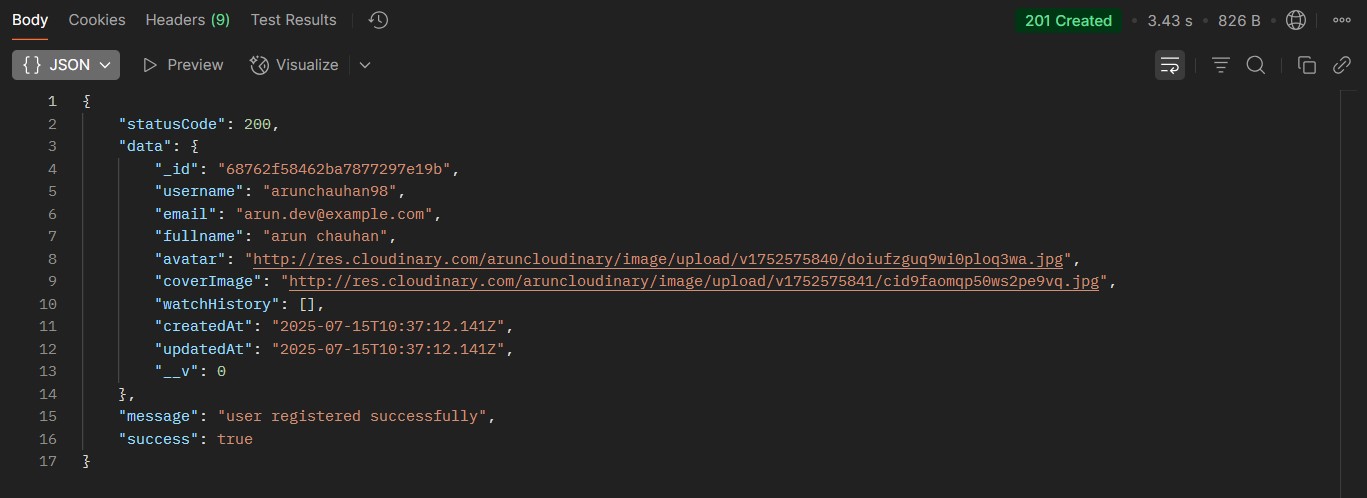 Body Cookies Headers (9) Test Results 201 Created • 3.43 s • 826 B
{} JSON Preview Visualize
1 {
2 "statusCode": 200,
3 "data": {
4 "_id": "68762f58462ba7877297e19b",
5 "username": "arunchauhan98",
6 "email": "arun.dev@example.com",
7 "fullname": "arun chauhan",
8 "avatar": "http://res.cloudinary.com/aruncloudinary/image/upload/v1752575840/doiufzguq9wi0ploq3wa.jpg",
9 "coverImage": "http://res.cloudinary.com/aruncloudinary/image/upload/v1752575841/cid9faomqp50ws2pe9vq.jpg",
10 "watchHistory": [],
11 "createdAt": "2025-07-15T10:37:12.141Z",
12 "updatedAt": "2025-07-15T10:37:12.141Z",
13 "__v": 0
14 },
15 "message": "user registered successfully",
16 "success": true
17 }